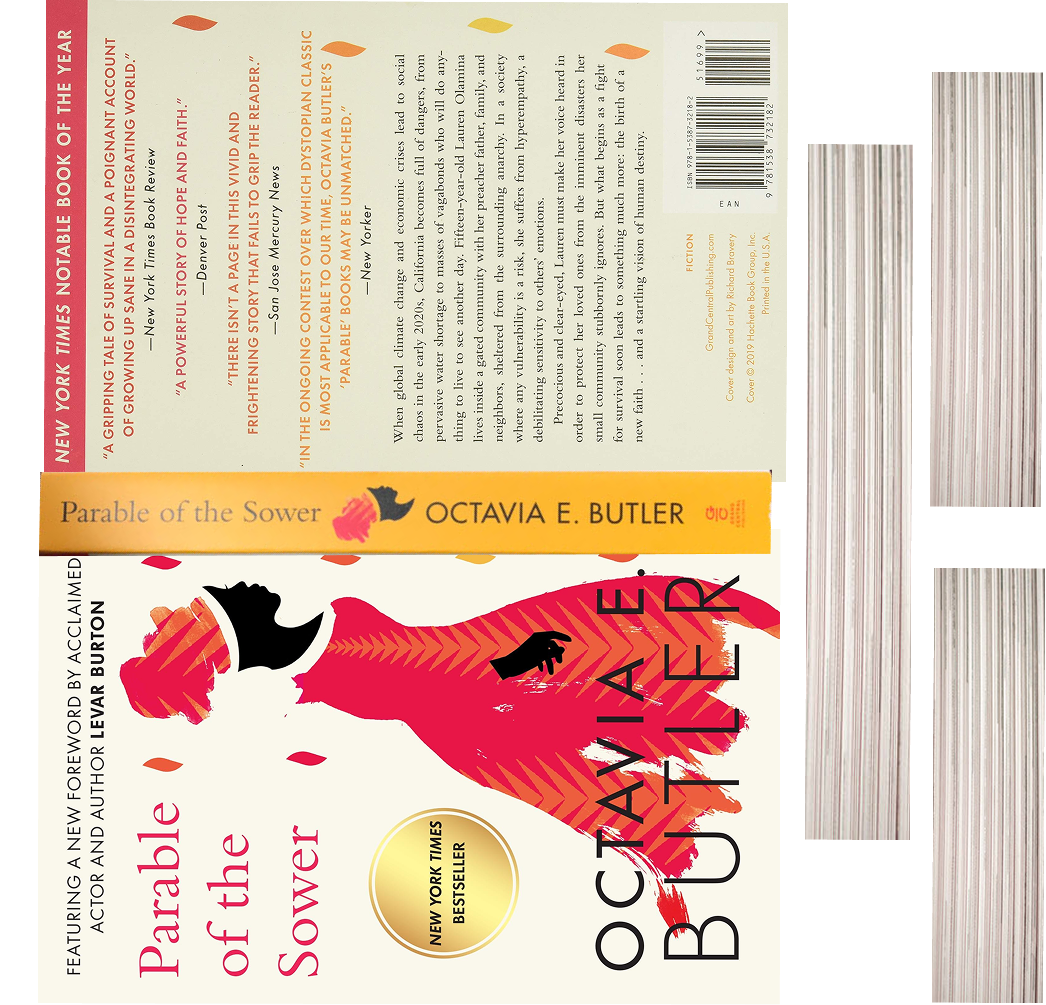 NEW YORK TIMES NOTABLE BOOK OF THE YEAR
"A GRIPPING TALE OF SURVIVAL AND A POIGNANT ACCOUNT
OF GROWING UP SANE IN A DISINTEGRATING WORLD."
—New York Times Book Review
"A POWERFUL STORY OF HOPE AND FAITH."
—Denver Post
"THERE ISN'T A PAGE IN THIS VIVID AND
FRIGHTENING STORY THAT FAILS TO GRIP THE READER."
—San Jose Mercury News
"IN THE ONGOING CONTEST OVER WHICH DYSTOPIAN CLASSIC
IS MOST APPLICABLE TO OUR TIME, OCTAVIA BUTLER'S
'PARABLE' BOOKS MAY BE UNMATCHED."
—New Yorker
When global climate change and economic crises lead to social
chaos in the early 2020s, California becomes full of dangers, from
pervasive water shortage to masses of vagabonds who will do any-
thing to live to see another day. Fifteen-year-old Lauren Olamina
lives inside a gated community with her preacher father, family, and
neighbors, sheltered from the surrounding anarchy. In a society
where any vulnerability is a risk, she suffers from hyperempathy, a
debilitating sensitivity to others' emotions.
Precocious and clear-eyed, Lauren must make her voice heard in
order to protect her loved ones from the imminent disasters her
small community stubbornly ignores. But what begins as a fight
for survival soon leads to something much more: the birth of a
new faith . . . and a startling vision of human destiny.
FICTION
GrandCentralPublishing.com
Cover design and art by Richard Bravery
Cover © 2019 Hachette Book Group, Inc.
Printed in the U.S.A.
ISBN 978-1-5387-3218-2
51699 >
9 781538 732182
EAN
Parable of the Sower OCTAVIA E. BUTLER GC
FEATURING A NEW FOREWORD BY ACCLAIMED
ACTOR AND AUTHOR LEVAR BURTON
Parable
of the
Sower
NEW YORK TIMES
BESTSELLER
OCTAVIA E.
BUTLER